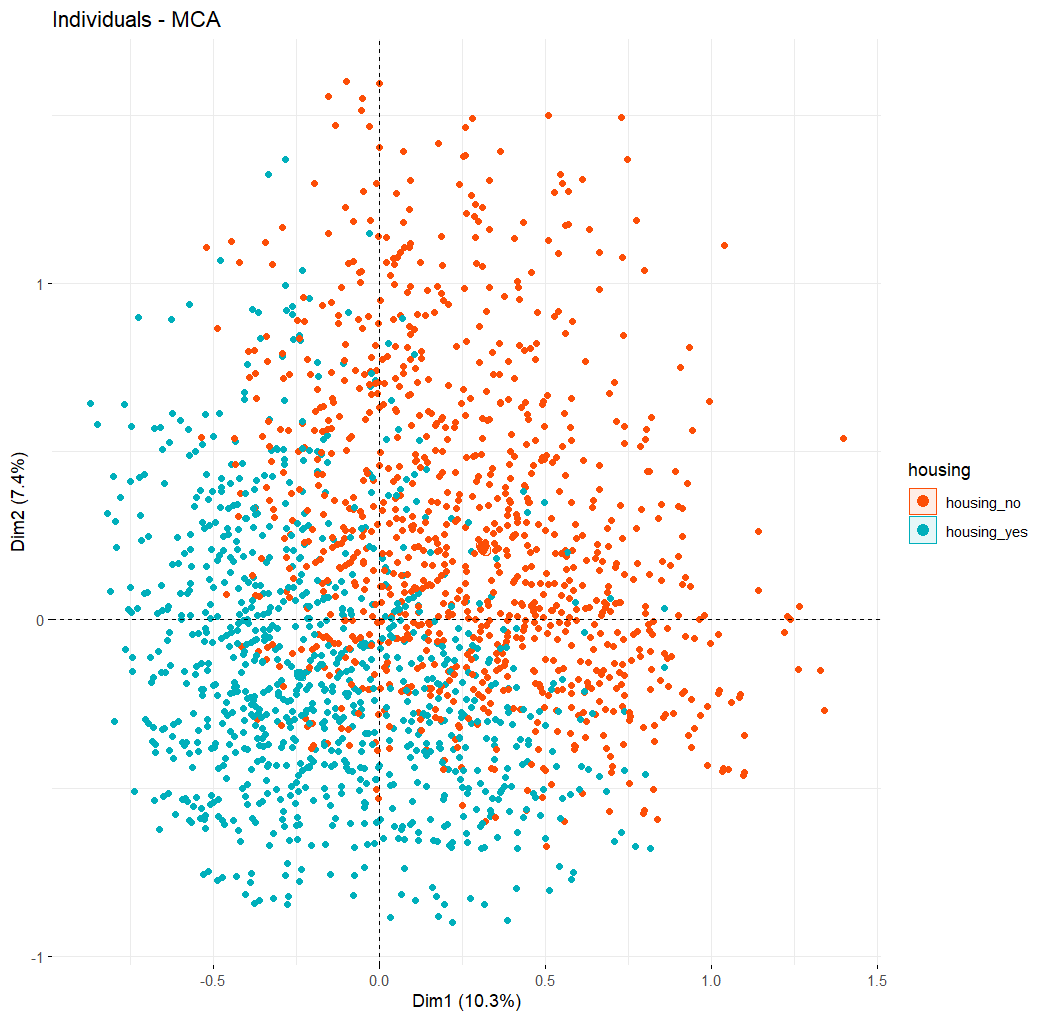 Individuals - MCA
1
0
-1
Dim2 (7.4%)
-0.5 0.0 0.5 1.0 1.5
Dim1 (10.3%)
housing
housing_no
housing_yes